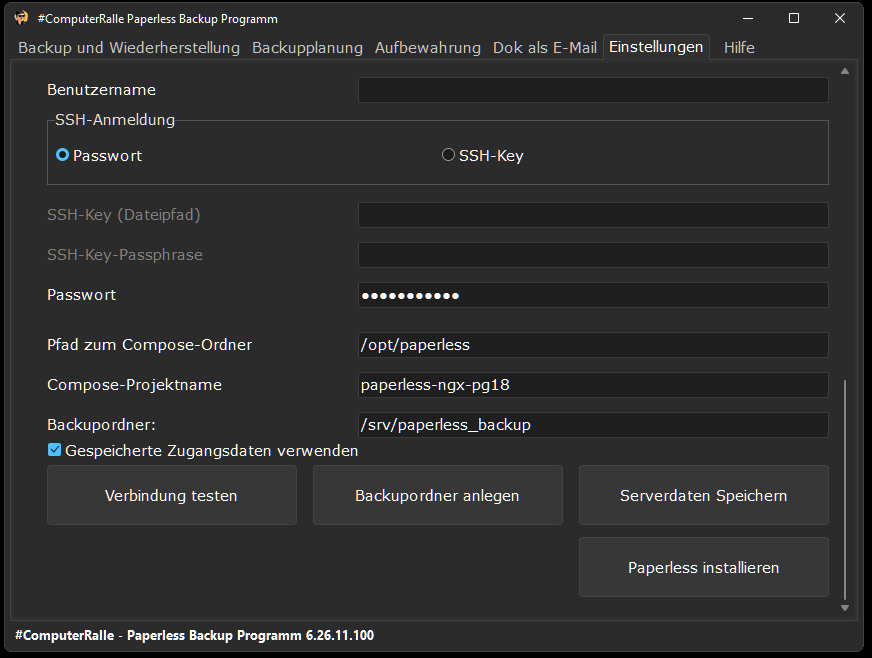 #ComputerRalle Paperless Backup Programm
Backup und Wiederherstellung Backupplanung Aufbewahrung Dok als E-Mail Einstellungen Hilfe
Benutzername
SSH-Anmeldung
Passwort SSH-Key
SSH-Key (Dateipfad)
SSH-Key-Passphrase
Passwort ●●●●●●●●●●●
Pfad zum Compose-Ordner /opt/paperless
Compose-Projektname paperless-ngx-pg18
Backupordner: /srv/paperless_backup
Gespeicherte Zugangsdaten verwenden
Verbindung testen Backupordner anlegen Serverdaten Speichern
Paperless installieren
#ComputerRalle - Paperless Backup Programm 6.26.11.100